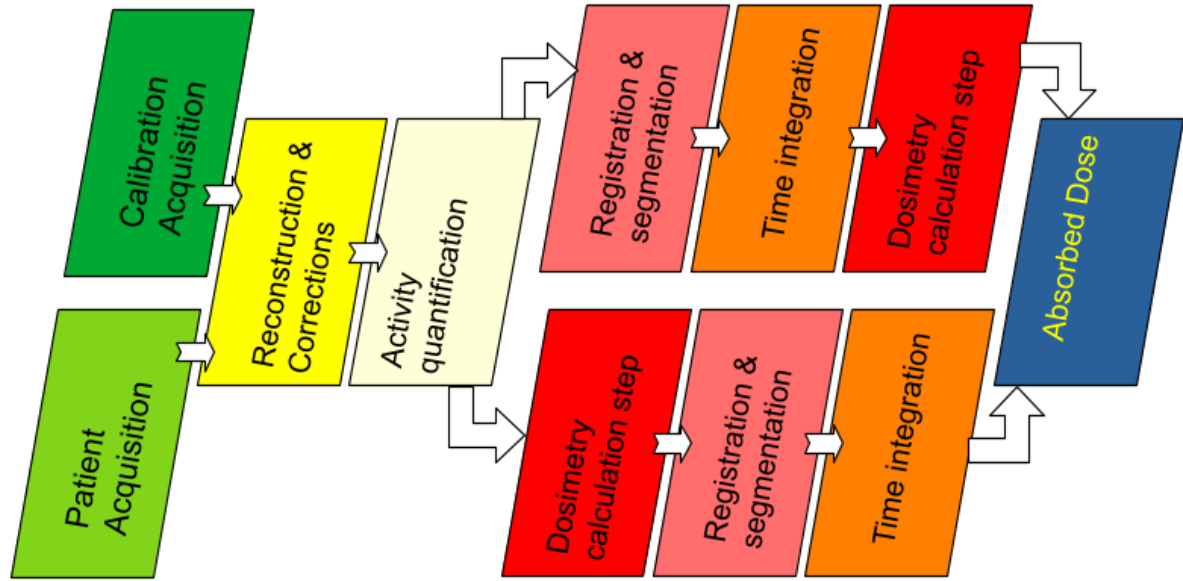 Patient
Acquisition
Calibration
Acquisition
Reconstruction &
Corrections
Activity
quantification
Dosimetry
calculation step
Registration &
segmentation
Time integration
Registration &
segmentation
Time integration
Dosimetry
calculation step
Absorbed Dose